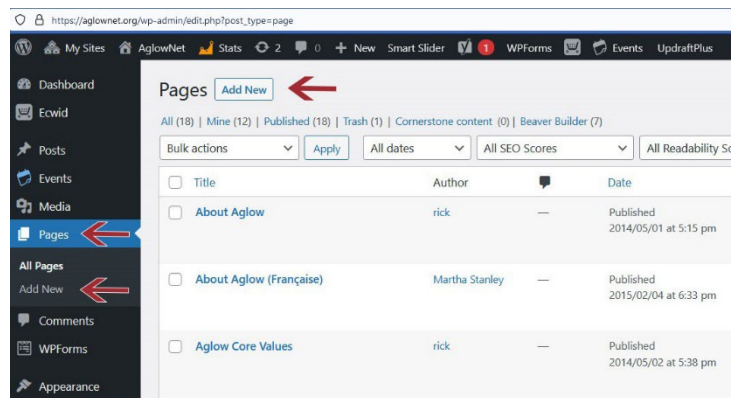 https://aglownet.org/wp-admin/edit.php?post_type=page
My Sites AglowNet Stats 2 0 + New Smart Slider 1 WPForms Events UpdraftPlus
Dashboard
Ecwid
Posts
Events
Media
Pages
All Pages
Add New
Comments
WPForms
Appearance
Pages Add New
All (18) | Mine (12) | Published (18) | Trash (1) | Cornerstone content (0) | Beaver Builder (7)
Bulk actions Apply All dates All SEO Scores All Readability Sc
Title Author Date
About Aglow rick — Published
2014/05/01 at 5:15 pm
About Aglow (Française) Martha Stanley — Published
2015/02/04 at 6:33 pm
Aglow Core Values rick — Published
2014/05/02 at 5:38 pm